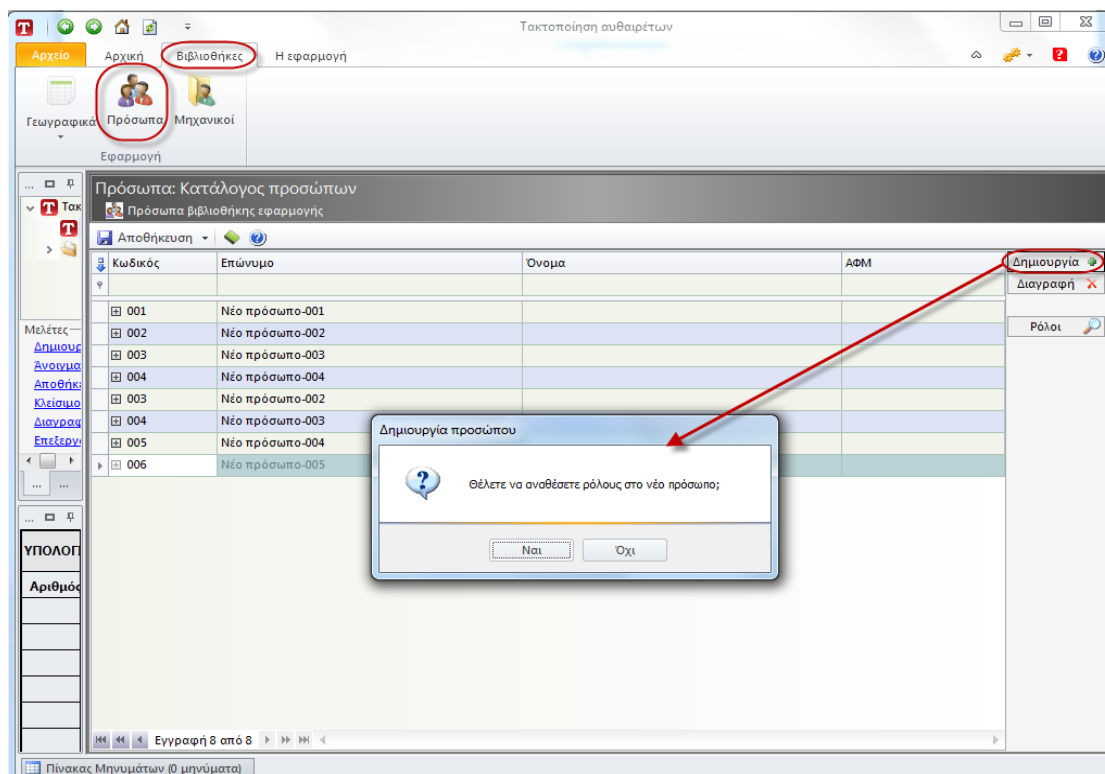 Τακτοποίηση αυθαιρέτων
Αρχείο Αρχική Βιβλιοθήκες Η εφαρμογή
Γεωγραφικά Πρόσωπα Μηχανικοί
Εφαρμογή
Πρόσωπα: Κατάλογος προσώπων
Πρόσωπα βιβλιοθήκης εφαρμογής
Τακ
Αποθήκευση
Κωδικός Επώνυμο Όνομα ΑΦΜ
Δημιουργία
Διαγραφή
Ρόλοι
001 Νέο πρόσωπο-001
002 Νέο πρόσωπο-002
003 Νέο πρόσωπο-003
004 Νέο πρόσωπο-004
003 Νέο πρόσωπο-002
004 Νέο πρόσωπο-003
005 Νέο πρόσωπο-004
006 Νέο πρόσωπο-005
Μελέτες
Δημιουρ
Άνοιγμα
Αποθήκε
Κλείσιμο
Διαγραφ
Επεξεργ
... ...
ΥΠΟΛΟΓ
Αριθμός
Δημιουργία προσώπου
Θέλετε να αναθέσετε ρόλους στο νέο πρόσωπο;
Ναι Όχι
Εγγραφή 8 από 8
Πίνακας Μηνυμάτων (0 μηνύματα)